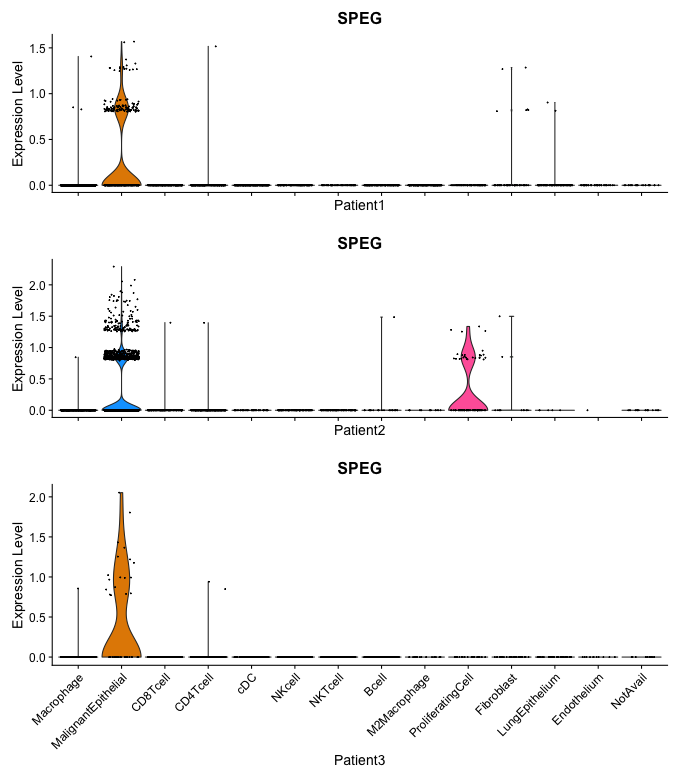 SPEG
Expression Level
1.5
1.0
0.5
0.0
Patient1
SPEG
Expression Level
2.0
1.5
1.0
0.5
0.0
Patient2
SPEG
Expression Level
2.0
1.5
1.0
0.5
0.0
Macrophage
MalignantEpithelial
CD8Tcell
CD4Tcell
cDC
NKcell
NKTcell
Bcell
M2Macrophage
ProliferatingCell
Fibroblast
LungEpithelium
Endothelium
NotAvail
Patient3